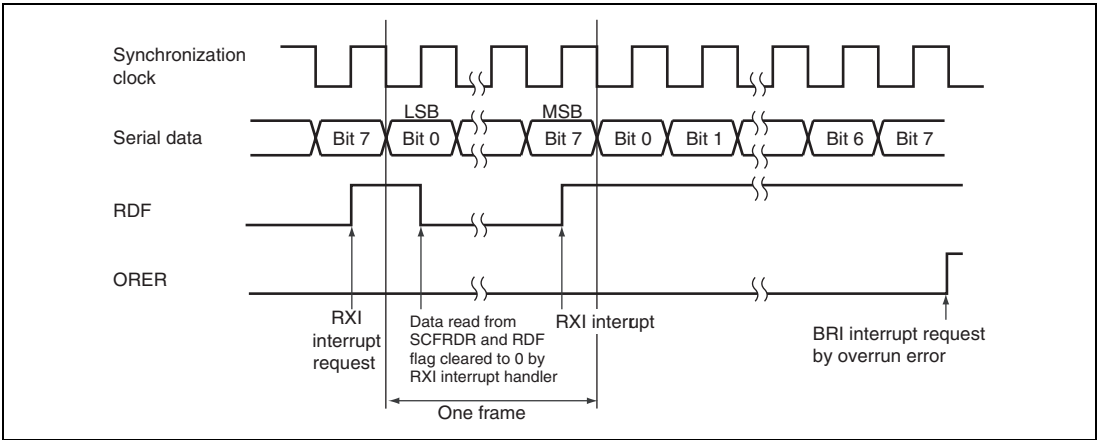 Synchronization
clock
LSB
MSB
Serial data
Bit 7
Bit 0
Bit 7
Bit 0
Bit 1
Bit 6
Bit 7
RDF
ORER
RXI
interrupt
request
Data read from
SCFRDR and RDF
flag cleared to 0 by
RXI interrupt handler
RXI interrupt
BRI interrupt request
by overrun error
One frame